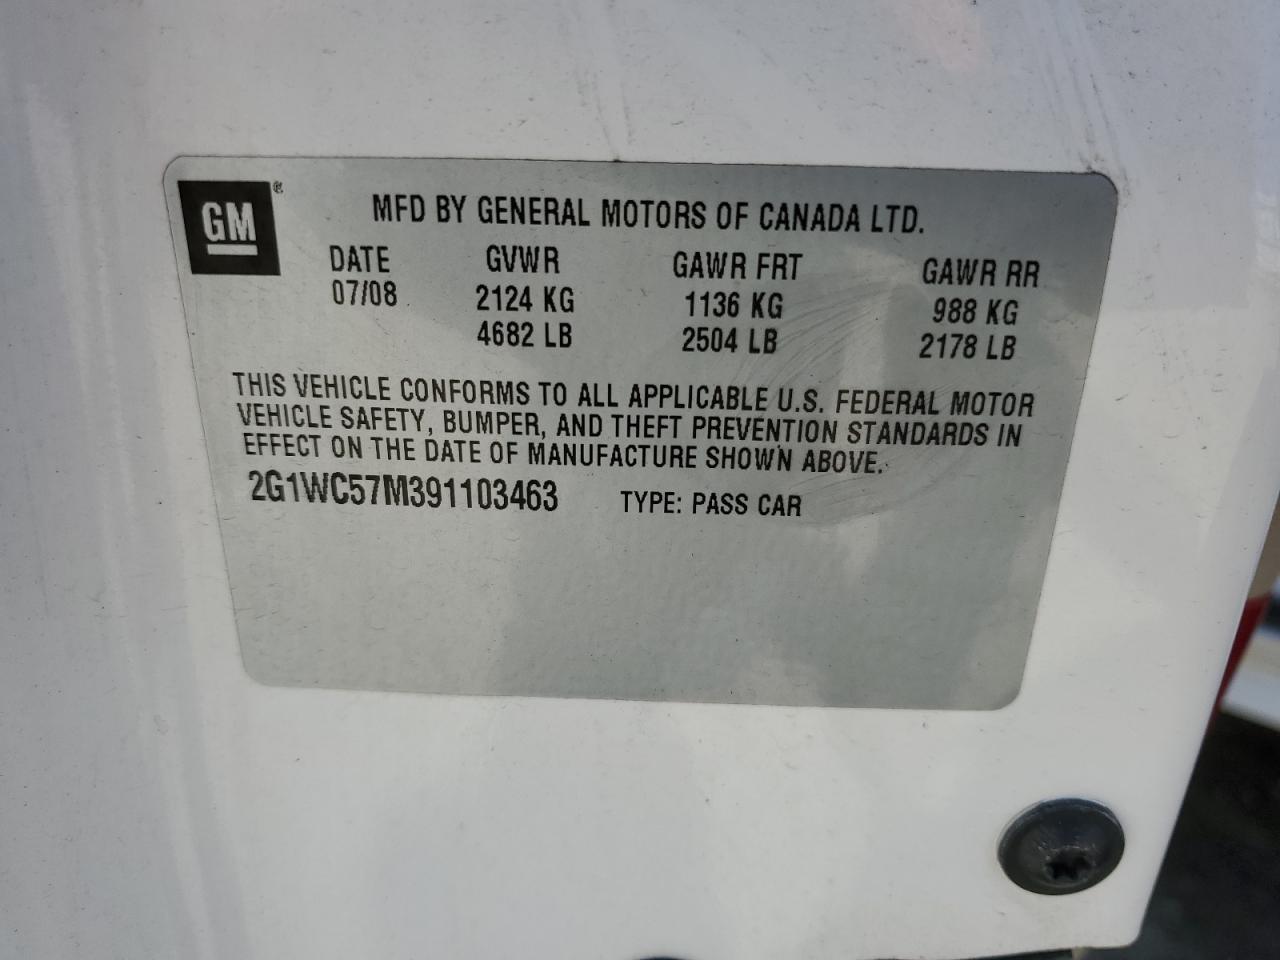 GM®
MFD BY GENERAL MOTORS OF CANADA LTD.
DATE GVWR GAWR FRT GAWR RR
07/08 2124 KG 1136 KG 988 KG
4682 LB 2504 LB 2178 LB
THIS VEHICLE CONFORMS TO ALL APPLICABLE U.S. FEDERAL MOTOR
VEHICLE SAFETY, BUMPER, AND THEFT PREVENTION STANDARDS IN
EFFECT ON THE DATE OF MANUFACTURE SHOWN ABOVE.
2G1WC57M391103463 TYPE: PASS CAR